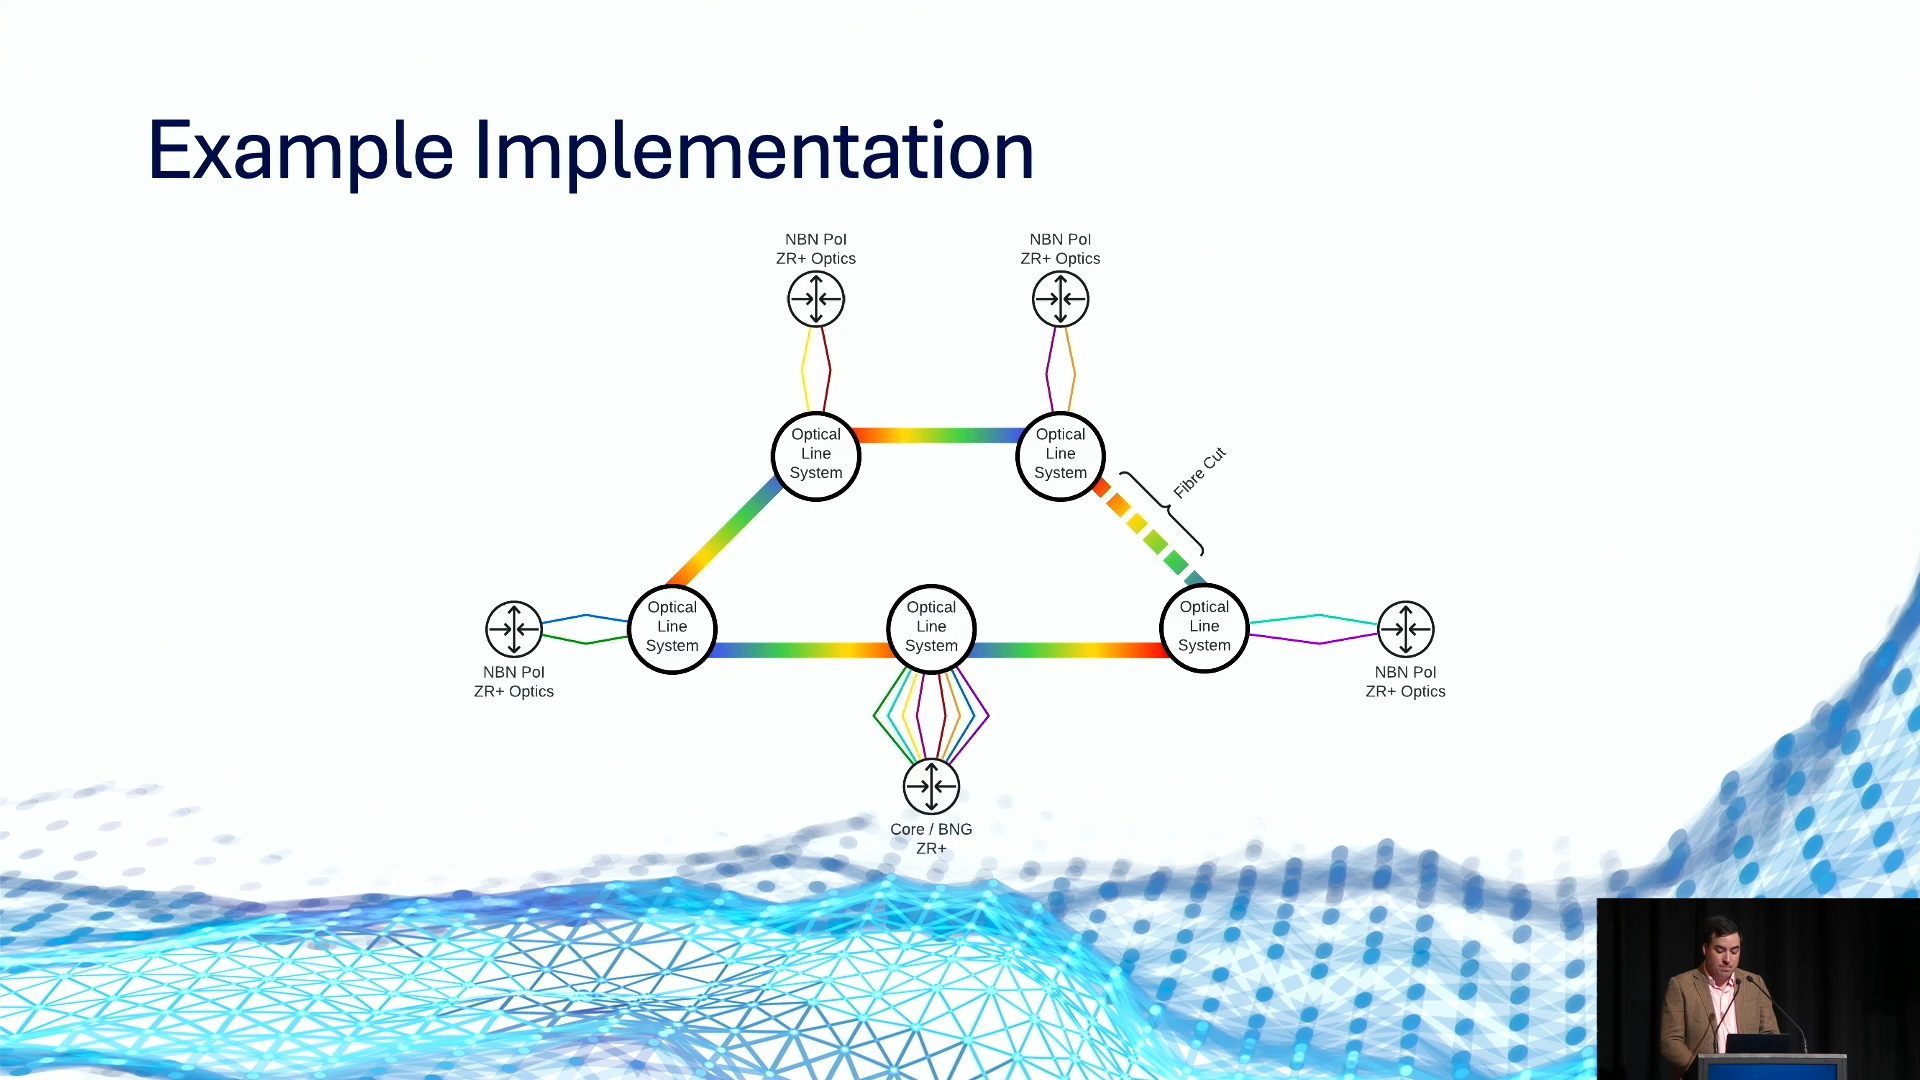 Example Implementation
NBN PoI
ZR+ Optics
NBN PoI
ZR+ Optics
Optical
Line
System
Optical
Line
System
Fibre Cut
NBN PoI
ZR+ Optics
Optical
Line
System
Optical
Line
System
Optical
Line
System
NBN PoI
ZR+ Optics
Core / BNG
ZR+